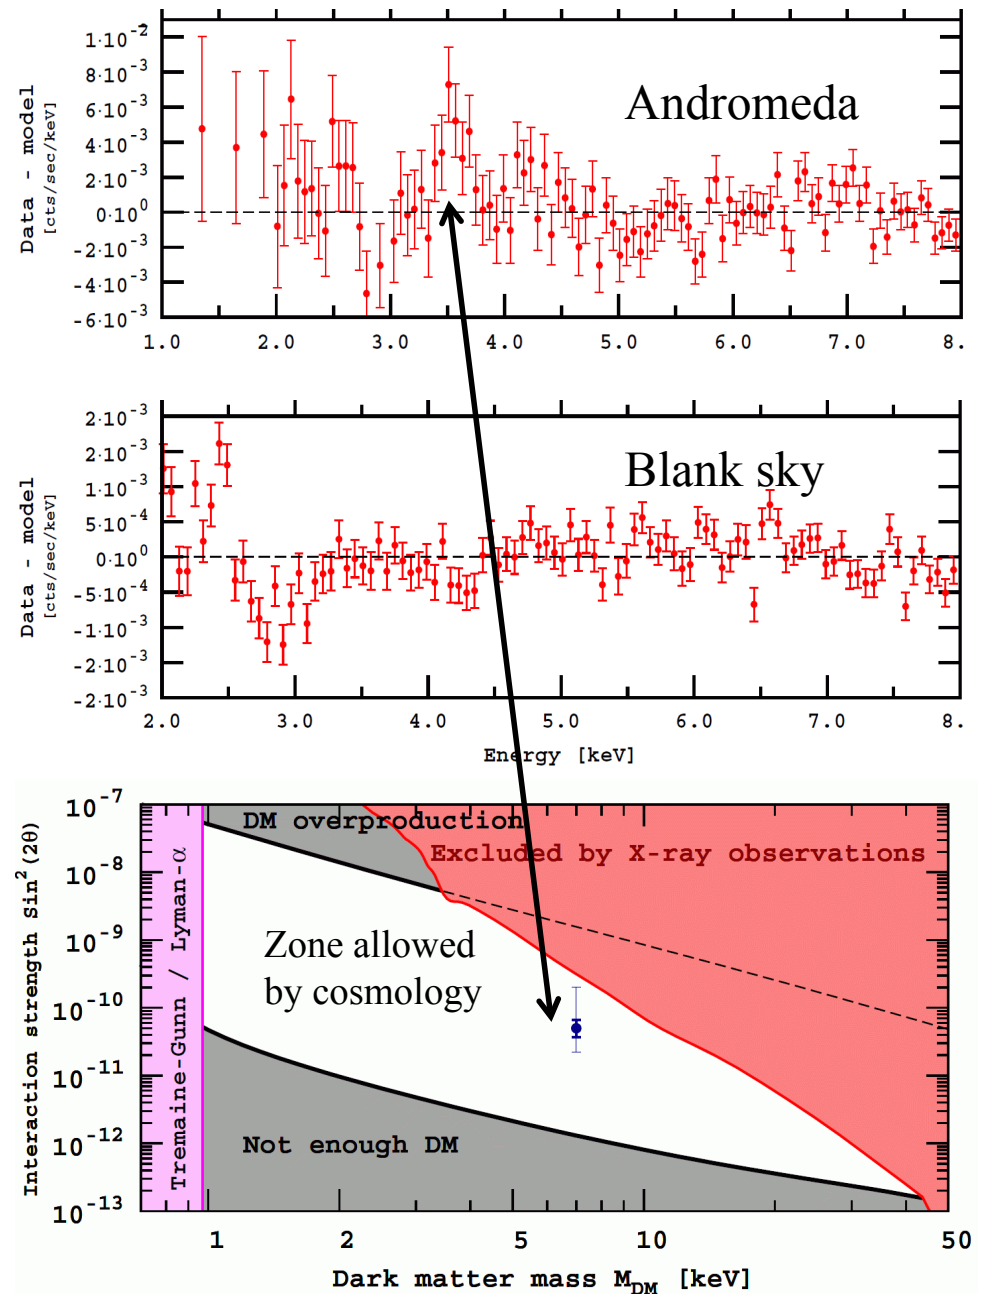 Andromeda
Data - model
[cts/sec/keV]
1·10⁻²
8·10⁻³
6·10⁻³
4·10⁻³
2·10⁻³
0·10⁰
-2·10⁻³
-4·10⁻³
-6·10⁻³
1.0 2.0 3.0 4.0 5.0 6.0 7.0 8.
Blank sky
Data - model
[cts/sec/keV]
2·10⁻³
2·10⁻³
1·10⁻³
5·10⁻⁴
0·10⁰
-5·10⁻⁴
-1·10⁻³
-2·10⁻³
-2·10⁻³
2.0 3.0 4.0 5.0 6.0 7.0 8.
Energy [keV]
Interaction strength Sin²(2θ)
10⁻⁷
10⁻⁸
10⁻⁹
10⁻¹⁰
10⁻¹¹
10⁻¹²
10⁻¹³
Tremaine-Gunn / Lyman-α
DM overproduction
Excluded by X-ray observations
Zone allowed
by cosmology
Not enough DM
1 2 5 10 50
Dark matter mass M_DM [keV]